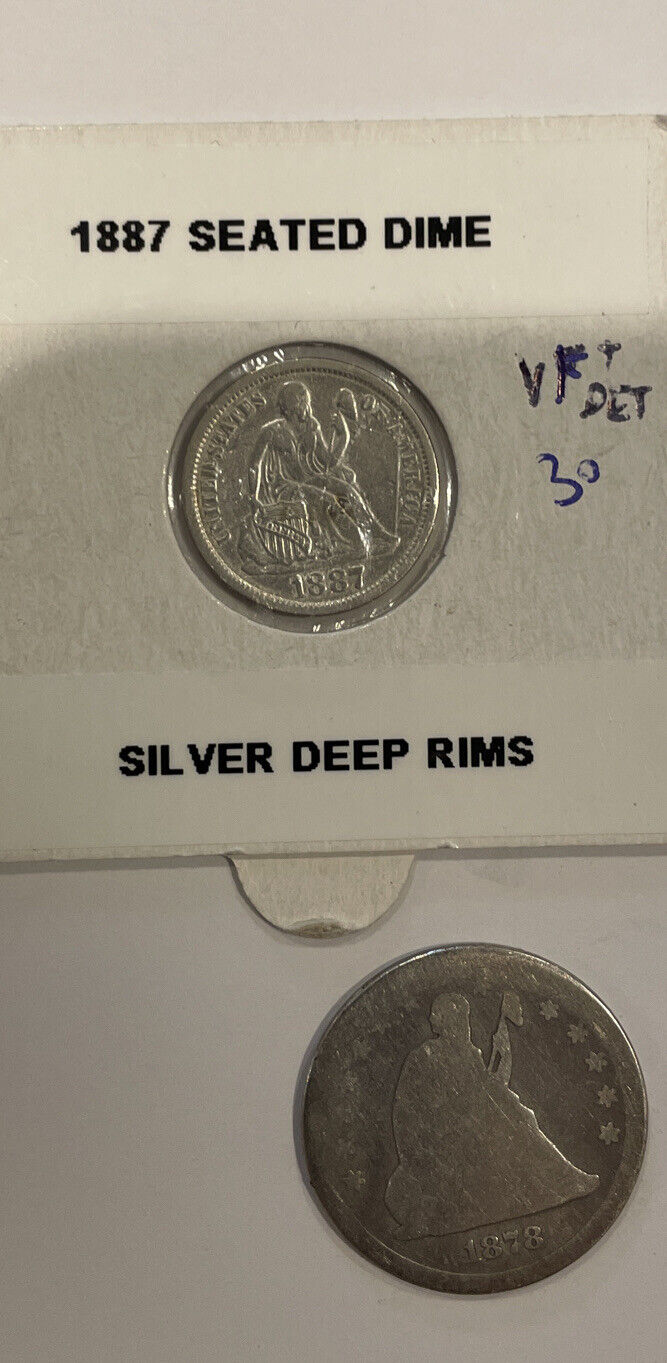 1887 SEATED DIME
VF+
DET
30
UNITED STATES OF AMERICA
1887
SILVER DEEP RIMS
1878